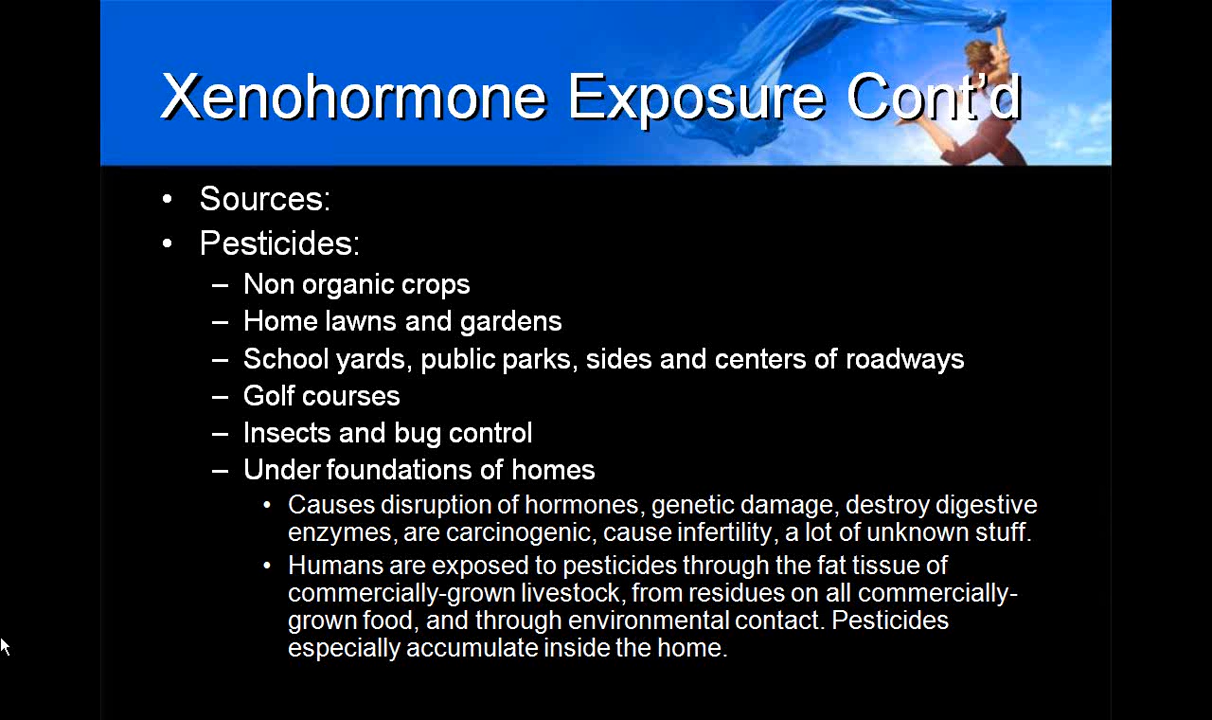 Xenohormone Exposure Cont'd
• Sources:
• Pesticides:
– Non organic crops
– Home lawns and gardens
– School yards, public parks, sides and centers of roadways
– Golf courses
– Insects and bug control
– Under foundations of homes
• Causes disruption of hormones, genetic damage, destroy digestive
enzymes, are carcinogenic, cause infertility, a lot of unknown stuff.
• Humans are exposed to pesticides through the fat tissue of
commercially-grown livestock, from residues on all commercially-
grown food, and through environmental contact. Pesticides
especially accumulate inside the home.